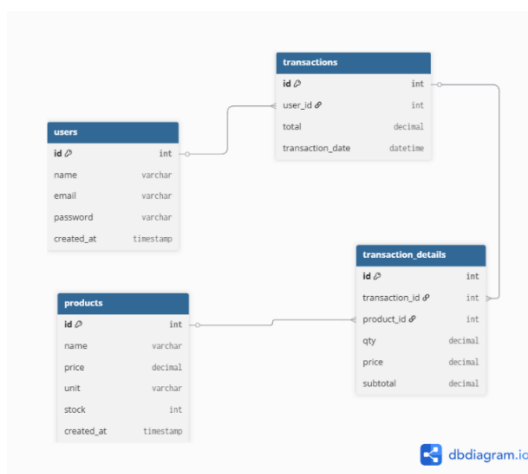 transactions
id int
user_id int
total decimal
transaction_date datetime
users
id int
name varchar
email varchar
password varchar
created_at timestamp
transaction_details
id int
transaction_id int
product_id int
qty decimal
price decimal
subtotal decimal
products
id int
name varchar
price decimal
unit varchar
stock int
created_at timestamp
dbdiagram.io